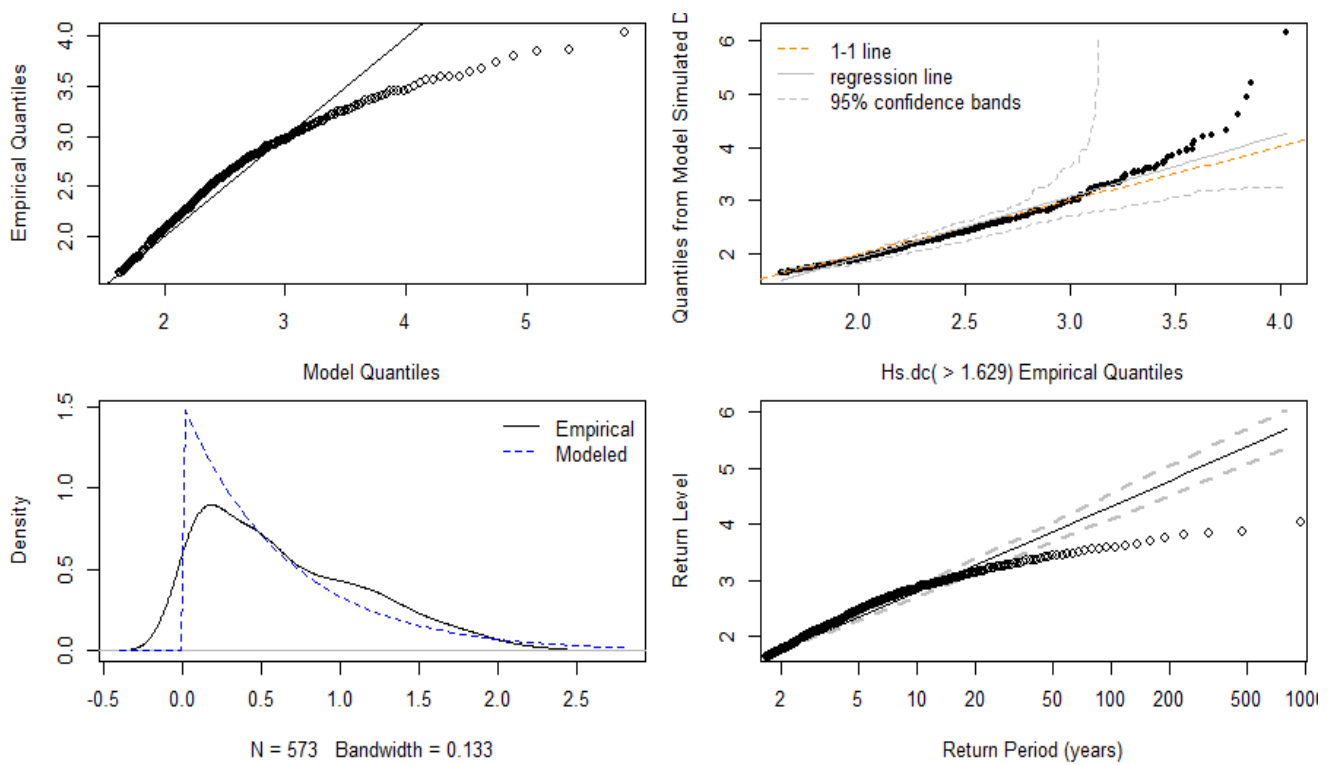 Empirical Quantiles
4.0
3.5
3.0
2.5
2.0
2 3 4 5
Model Quantiles
Quantiles from Model Simulated D
6
5
4
3
2
1-1 line
regression line
95% confidence bands
2.0 2.5 3.0 3.5 4.0
Hs.dc( > 1.629) Empirical Quantiles
Density
1.5
1.0
0.5
0.0
Empirical
Modeled
-0.5 0.0 0.5 1.0 1.5 2.0 2.5
N = 573 Bandwidth = 0.133
Return Level
6
5
4
3
2
2 5 10 20 50 100 200 500 1000
Return Period (years)